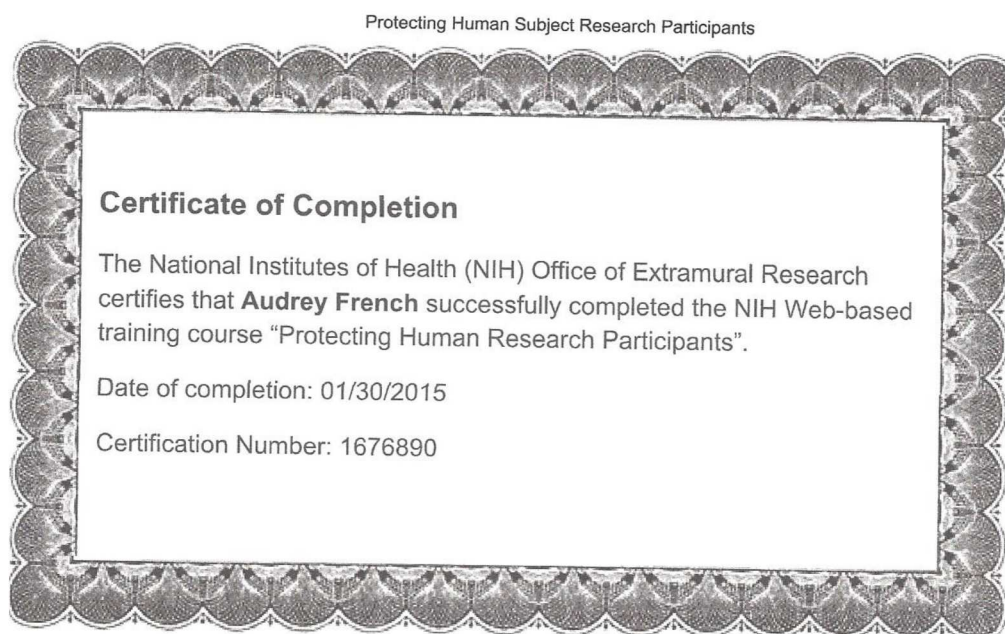 Protecting Human Subject Research Participants
Certificate of Completion
The National Institutes of Health (NIH) Office of Extramural Research
certifies that Audrey French successfully completed the NIH Web-based
training course “Protecting Human Research Participants”.
Date of completion: 01/30/2015
Certification Number: 1676890